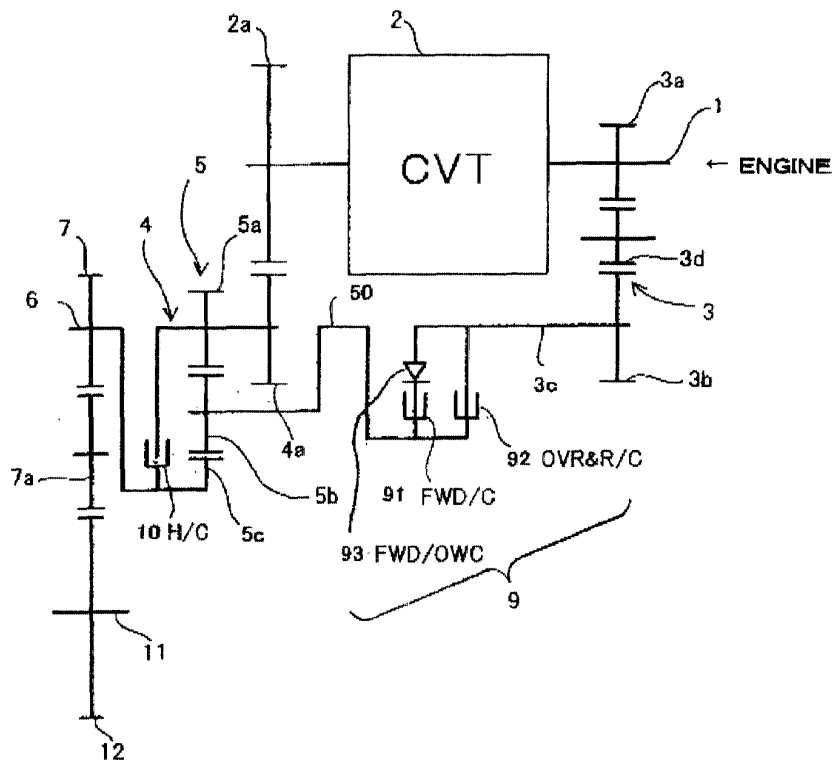 2a
2
3a
1
CVT
← ENGINE
5
5a
7
4
3d
6
50
3
3c
3b
4a
92 OVR&R/C
7a
5b
91 FWD/C
10 H/C
5c
93 FWD/OWC
9
11
12